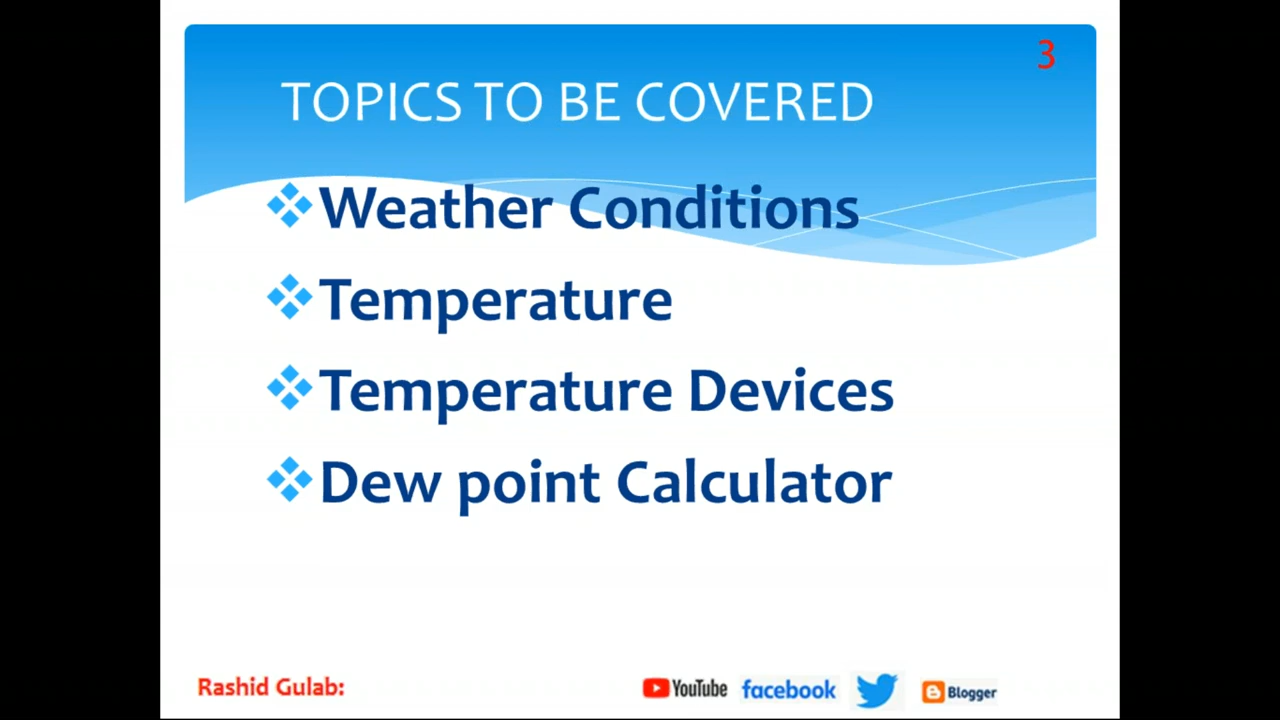 3
TOPICS TO BE COVERED
Weather Conditions
Temperature
Temperature Devices
Dew point Calculator
Rashid Gulab:
YouTube facebook Blogger